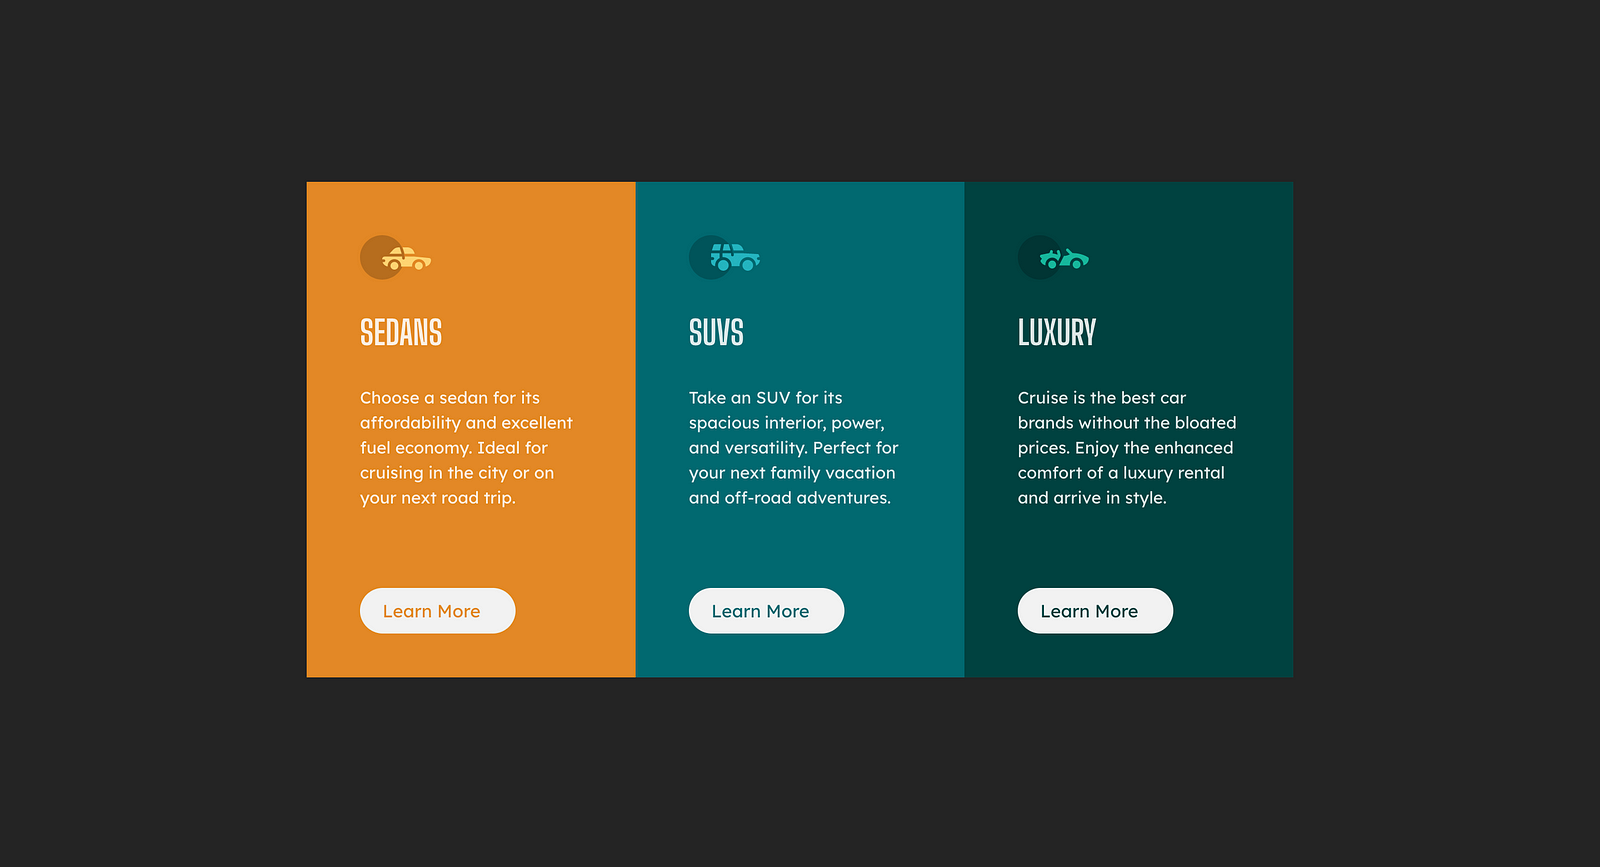 SEDANS
Choose a sedan for its
affordability and excellent
fuel economy. Ideal for
cruising in the city or on
your next road trip.
Learn More
SUVS
Take an SUV for its
spacious interior, power,
and versatility. Perfect for
your next family vacation
and off-road adventures.
Learn More
LUXURY
Cruise is the best car
brands without the bloated
prices. Enjoy the enhanced
comfort of a luxury rental
and arrive in style.
Learn More